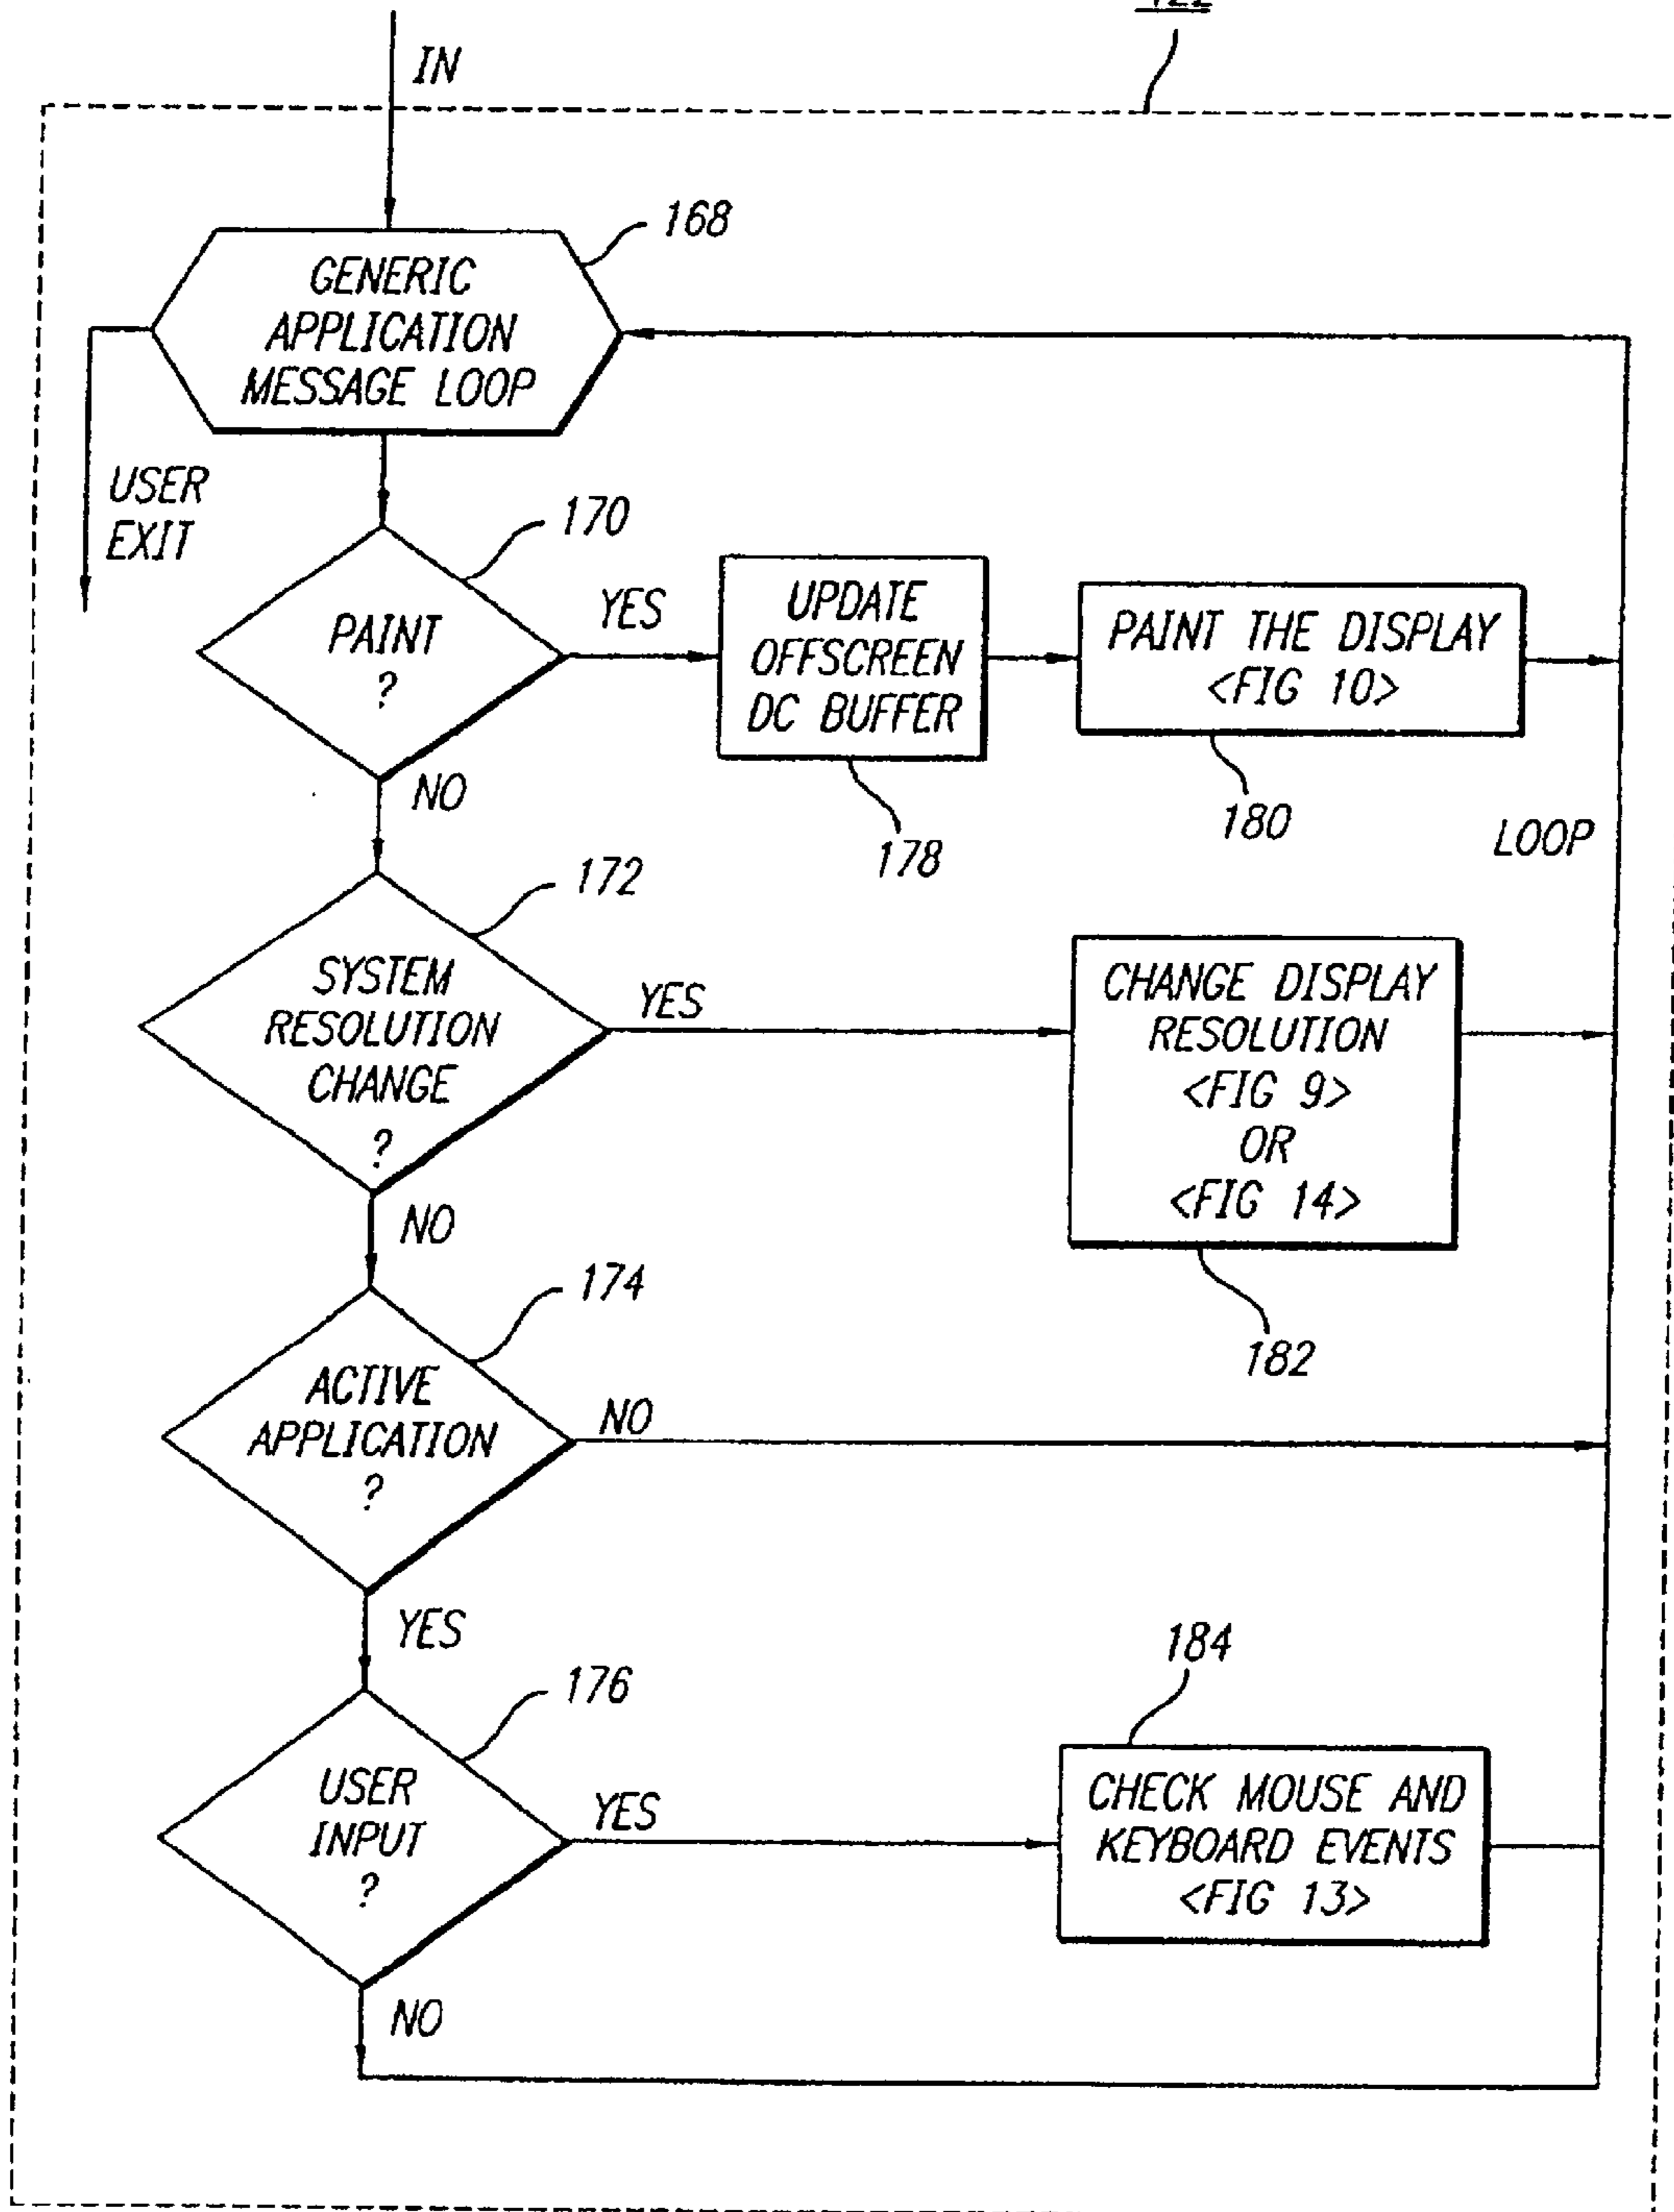 IN
168
GENERIC
APPLICATION
MESSAGE LOOP
USER
EXIT
170
PAINT
?
YES
UPDATE
OFFSCREEN
DC BUFFER
PAINT THE DISPLAY
<FIG 10>
NO
180
178
LOOP
172
SYSTEM
RESOLUTION
CHANGE
?
YES
CHANGE DISPLAY
RESOLUTION
<FIG 9>
OR
<FIG 14>
NO
174
182
ACTIVE
APPLICATION
?
NO
YES
184
176
USER
INPUT
?
YES
CHECK MOUSE AND
KEYBOARD EVENTS
<FIG 13>
NO